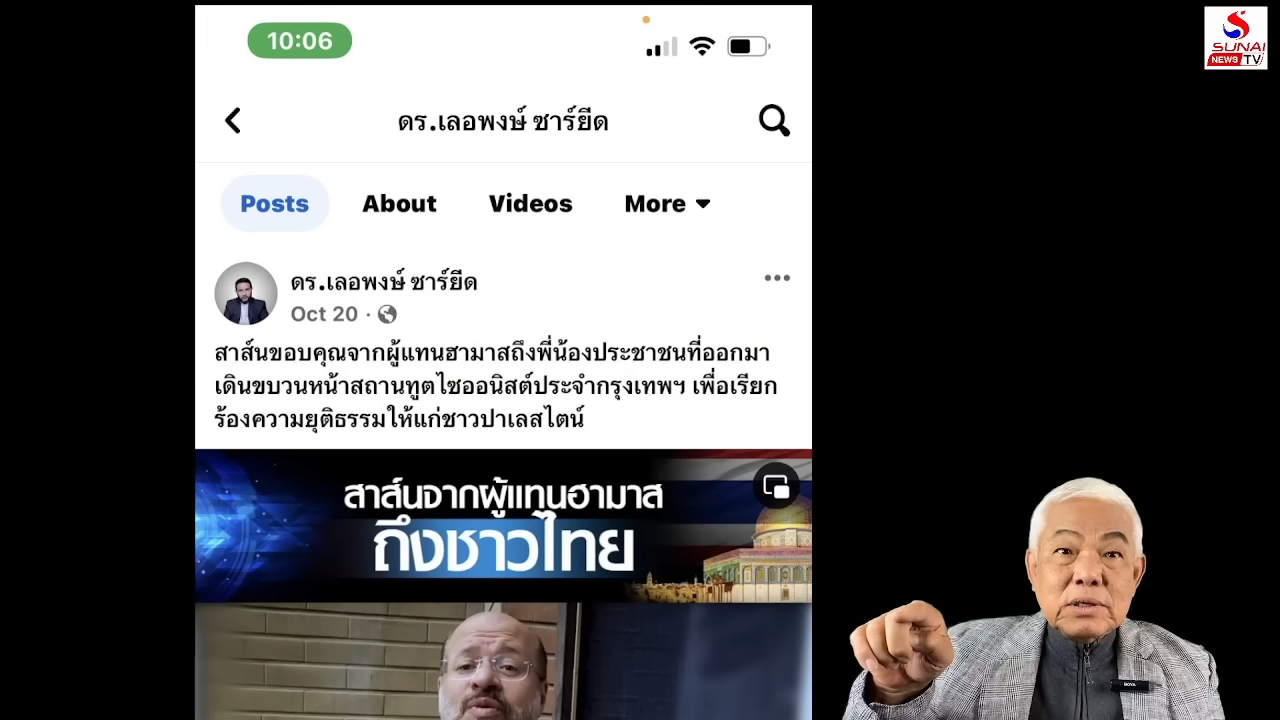 10:06
SUNAI
NEWS TV
ดร.เลอพงษ์ ซาร์ยีด
Posts About Videos More
ดร.เลอพงษ์ ซาร์ยีด
Oct 20 ·
สาส์นขอบคุณจากผู้แทนฮามาสถึงพี่น้องประชาชนที่ออกมา
เดินขบวนหน้าสถานทูตไซออนิสต์ประจำกรุงเทพฯ เพื่อเรียก
ร้องความยุติธรรมให้แก่ชาวปาเลสไตน์
สาส์นจากผู้แทนฮามาส
ถึงชาวไทย
BOYA